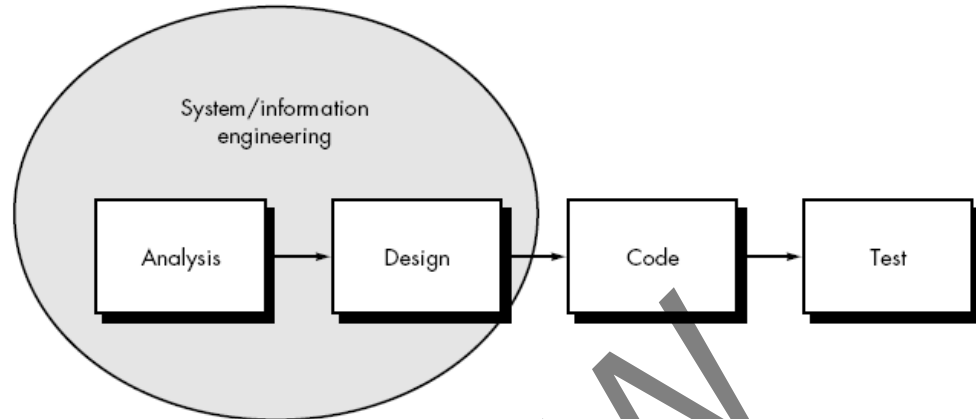 System/information
engineering
Analysis
Design
Code
Test